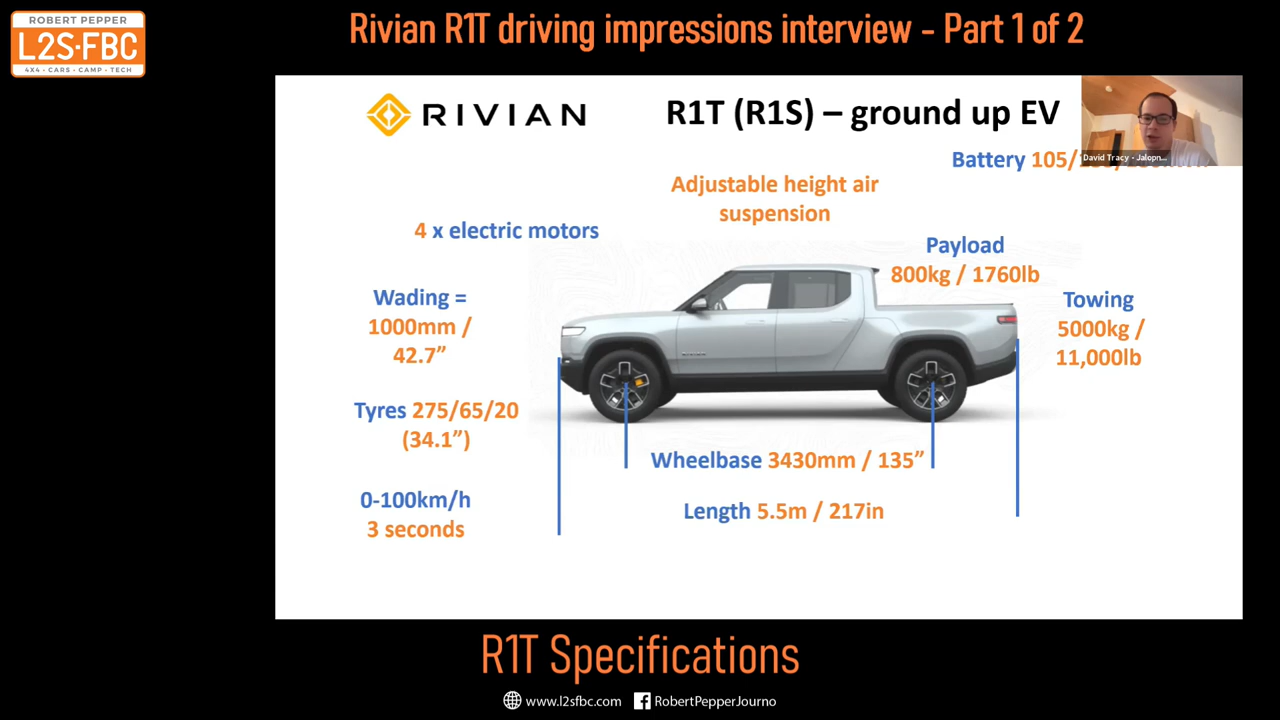 Rivian R1T driving impressions interview - Part 1 of 2
ROBERT PEPPER
L2S·FBC
4X4 · CARS · CAMP · TECH
RIVIAN
R1T (R1S) – ground up EV
David Tracy - Jalopn...
Battery 105/
Adjustable height air
suspension
4 x electric motors
Payload
800kg / 1760lb
Wading =
1000mm /
42.7”
Towing
5000kg /
11,000lb
Tyres 275/65/20
(34.1”)
Wheelbase 3430mm / 135”
0-100km/h
3 seconds
Length 5.5m / 217in
R1T Specifications
www.l2sfbc.com
RobertPepperJourno